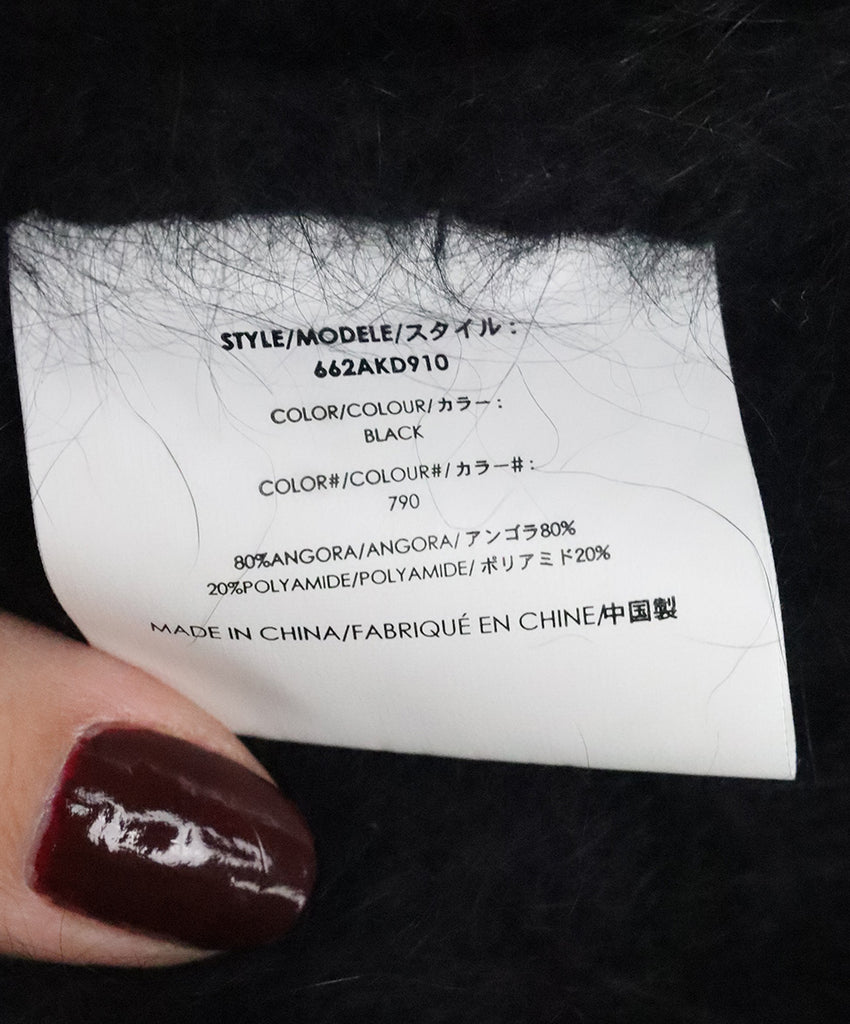 STYLE/MODELE/スタイル :
662AKD910
COLOR/COLOUR/カラー :
BLACK
COLOR#/COLOUR#/カラー# :
790
80%ANGORA/ANGORA/アンゴラ80%
20%POLYAMIDE/POLYAMIDE/ポリアミド20%
MADE IN CHINA/FABRIQUÉ EN CHINE/中国製